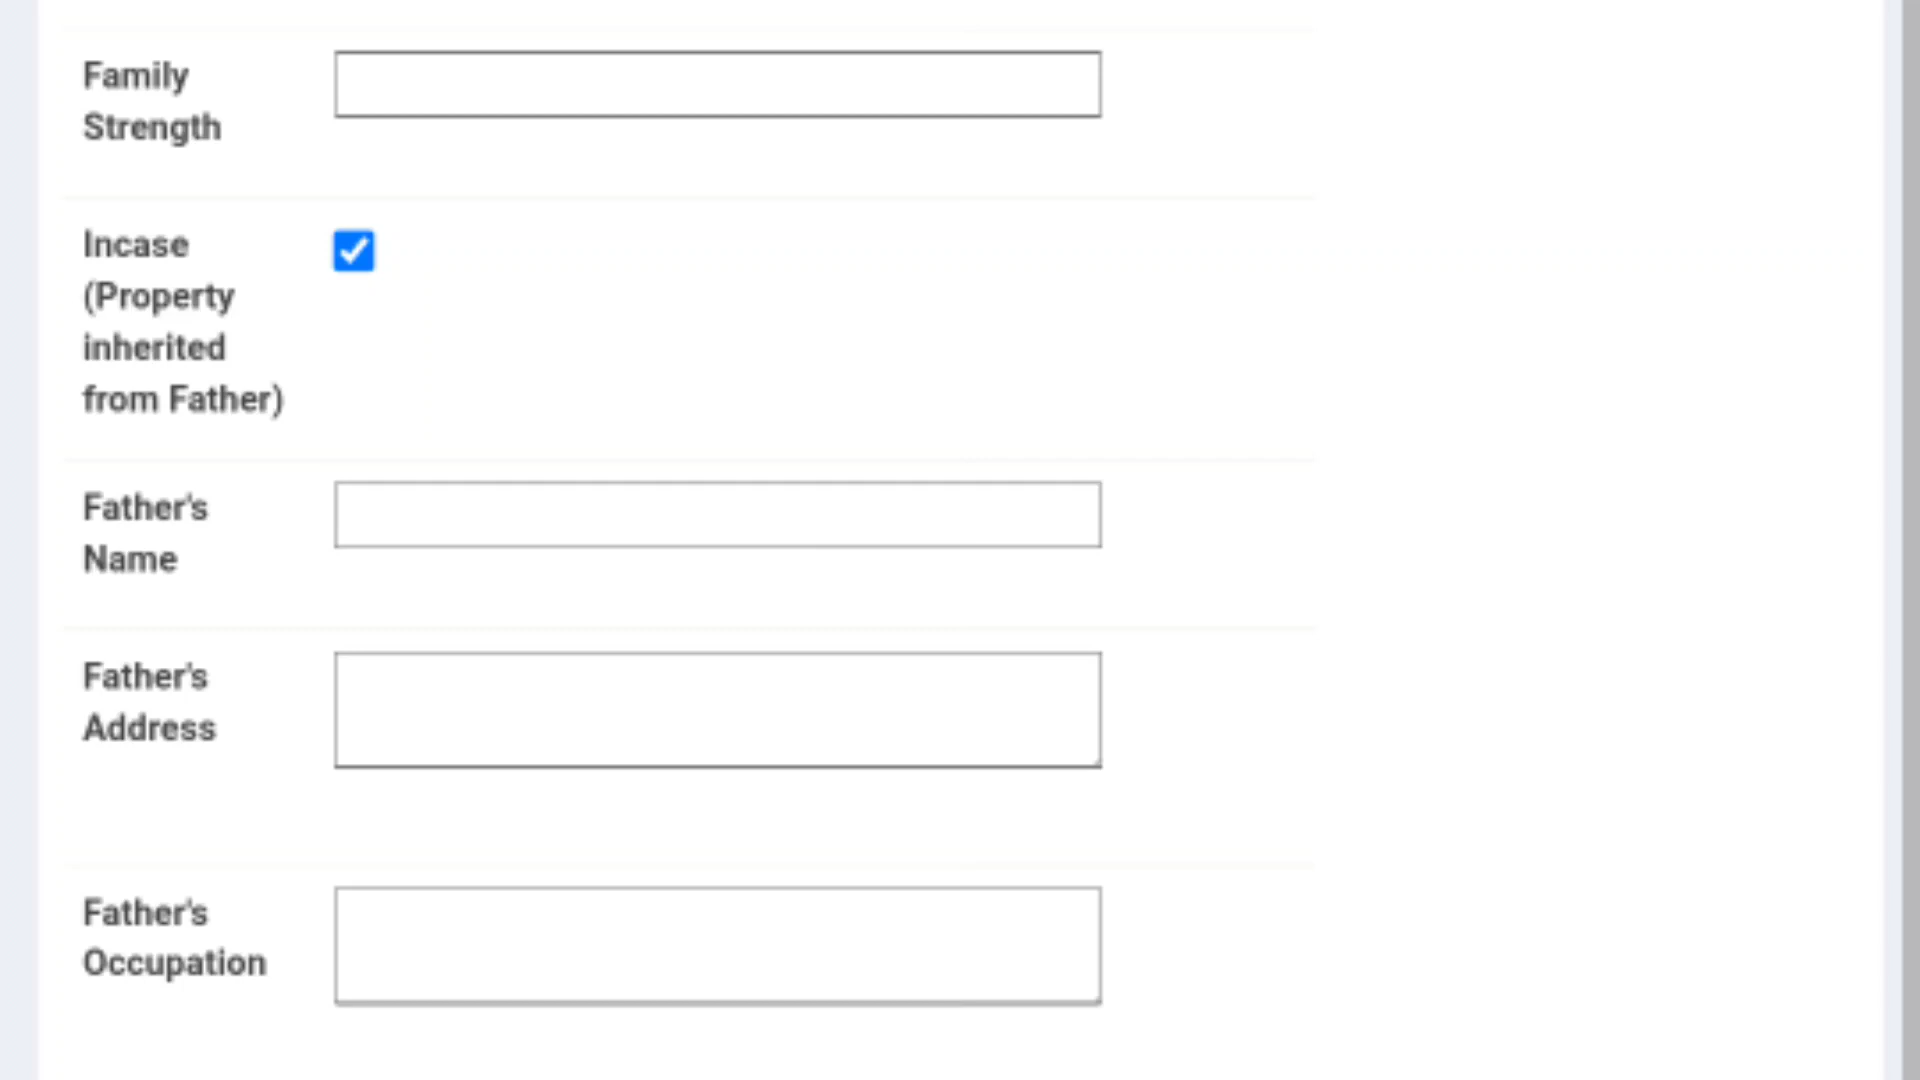 Family
Strength
Incase
(Property
inherited
from Father)
Father's
Name
Father's
Address
Father's
Occupation